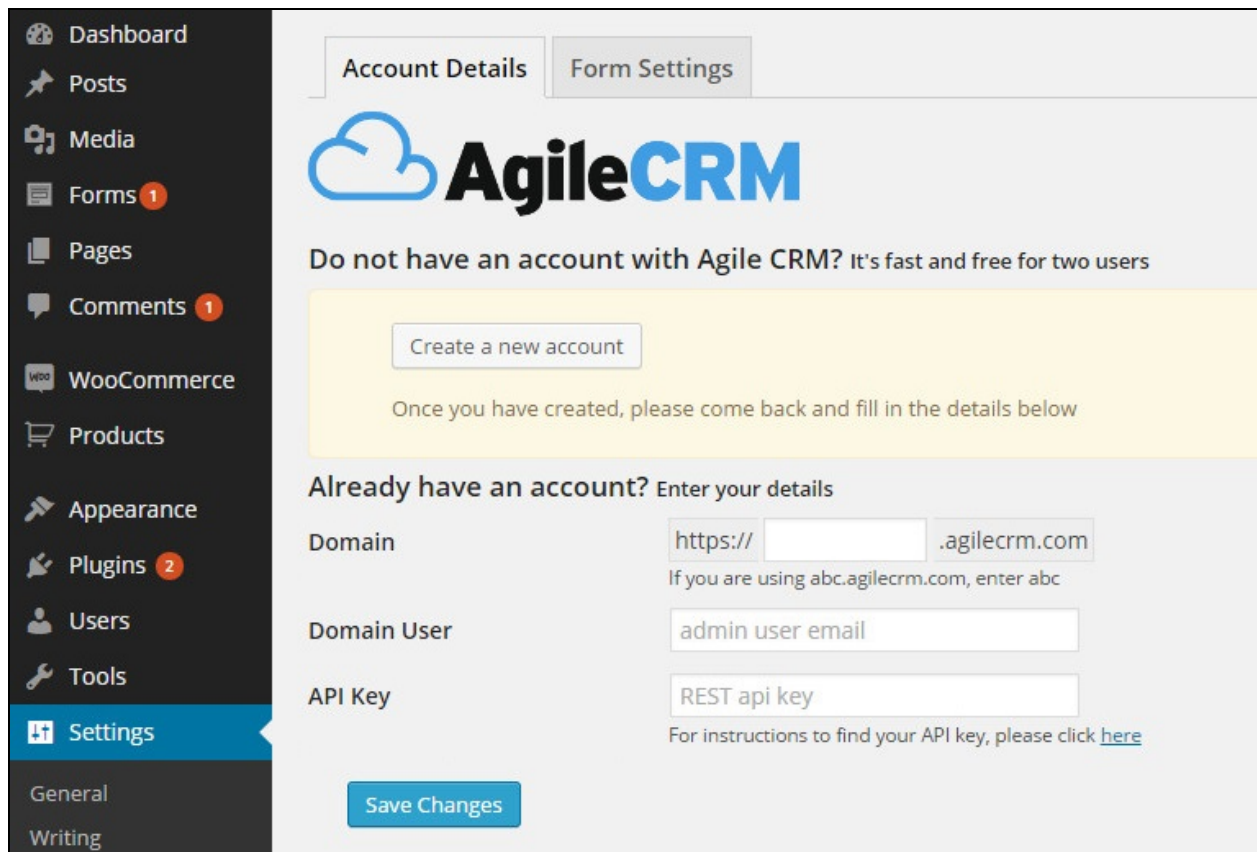 Dashboard
Posts
Media
Forms 1
Pages
Comments 1
WooCommerce
Products
Appearance
Plugins 2
Users
Tools
Settings
General
Writing
Account Details
Form Settings
AgileCRM
Do not have an account with Agile CRM? It's fast and free for two users
Create a new account
Once you have created, please come back and fill in the details below
Already have an account? Enter your details
Domain https:// .agilecrm.com
If you are using abc.agilecrm.com, enter abc
Domain User admin user email
API Key REST api key
For instructions to find your API key, please click here
Save Changes